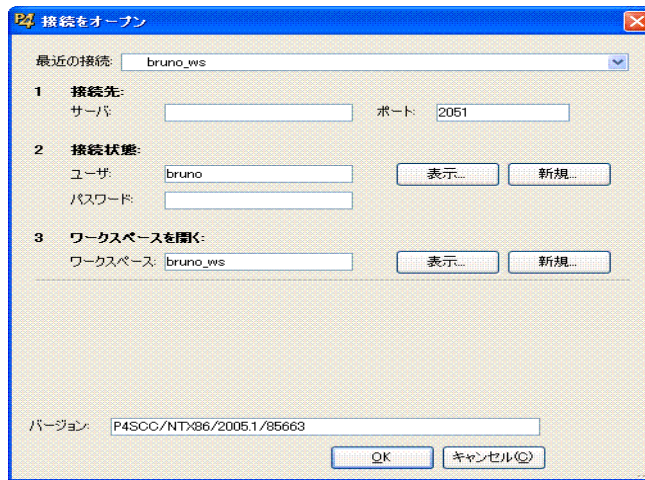 P4 接続をオープン
最近の接続: bruno_ws
1 接続先:
サーバ: ポート: 2051
2 接続状態:
ユーザ: bruno 表示... 新規...
パスワード:
3 ワークスペースを開く:
ワークスペース: bruno_ws 表示... 新規...
バージョン: P4SCC/NTX86/2005.1/85663
OK キャンセル(C)